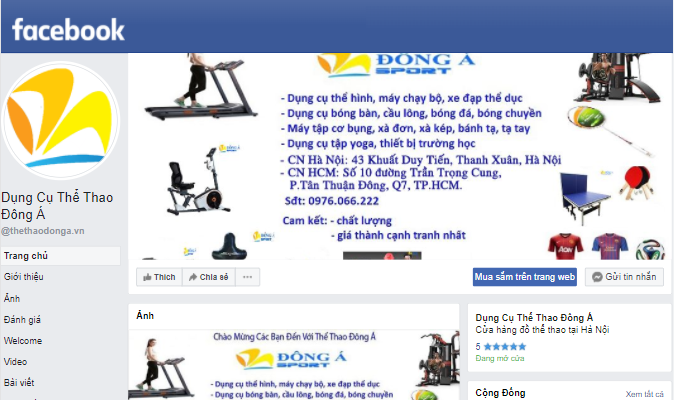 facebook
ĐÔNG Á
SPORT
- Dụng cụ thể hình, máy chạy bộ, xe đạp thể dục
- Dụng cụ bóng bàn, cầu lông, bóng đá, bóng chuyền
- Máy tập cơ bụng, xà đơn, xà kép, bánh tạ, tạ tay
- Dụng cụ tập yoga, thiết bị trường học
- CN Hà Nội: 43 Khuất Duy Tiến, Thanh Xuân, Hà Nội
- CN HCM: Số 10 đường Trần Trọng Cung,
P.Tân Thuận Đông, Q7, TP.HCM.
Sđt: 0976.066.222
Cam kết: - chất lượng
- giá thành cạnh tranh nhất
Dụng Cụ Thể Thao
Đông Á
@thethaodonga.vn
Trang chủ
Giới thiệu
Ảnh
Đánh giá
Welcome
Video
Bài viết
Thích
Chia sẻ
Mua sắm trên trang web
Gửi tin nhắn
Ảnh
Chào Mừng Các Bạn Đến Với Thể Thao Đông Á
ĐÔNG Á
SPORT
- Dụng cụ thể hình, máy chạy bộ, xe đạp thể dục
- Dụng cụ bóng bàn, cầu lông, bóng đá, bóng chuyền
Dụng Cụ Thể Thao Đông Á
Cửa hàng đồ thể thao tại Hà Nội
5
Đang mở cửa
Cộng Đồng
Xem tất cả